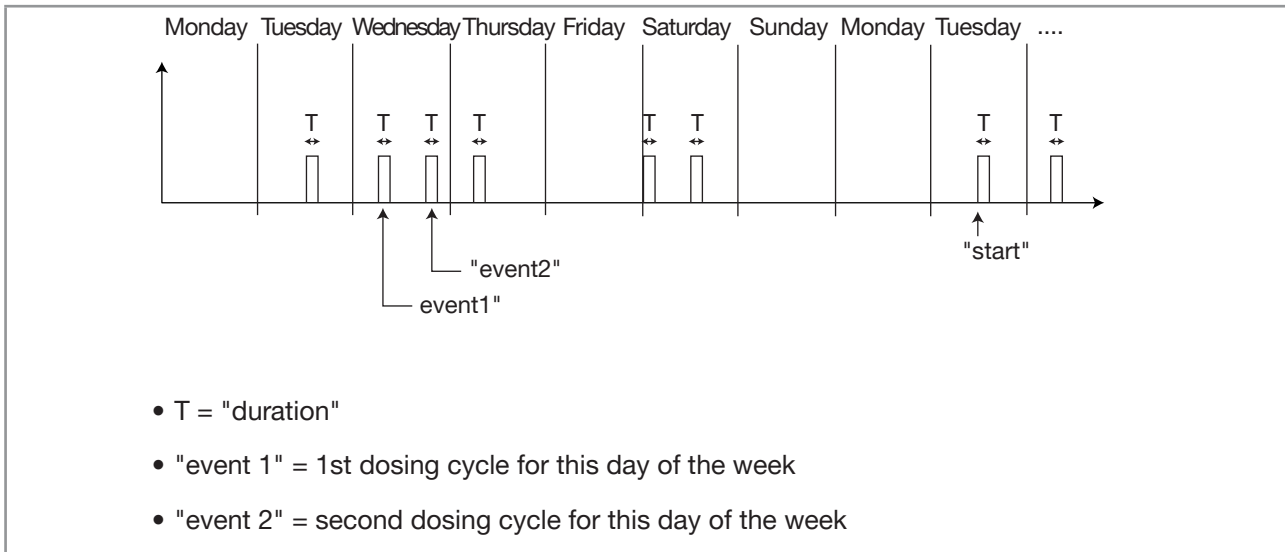 Monday Tuesday Wednesday Thursday Friday Saturday Sunday Monday Tuesday ....
T T T T T T T T
"start"
"event2"
event1"
• T = "duration"
• "event 1" = 1st dosing cycle for this day of the week
• "event 2" = second dosing cycle for this day of the week